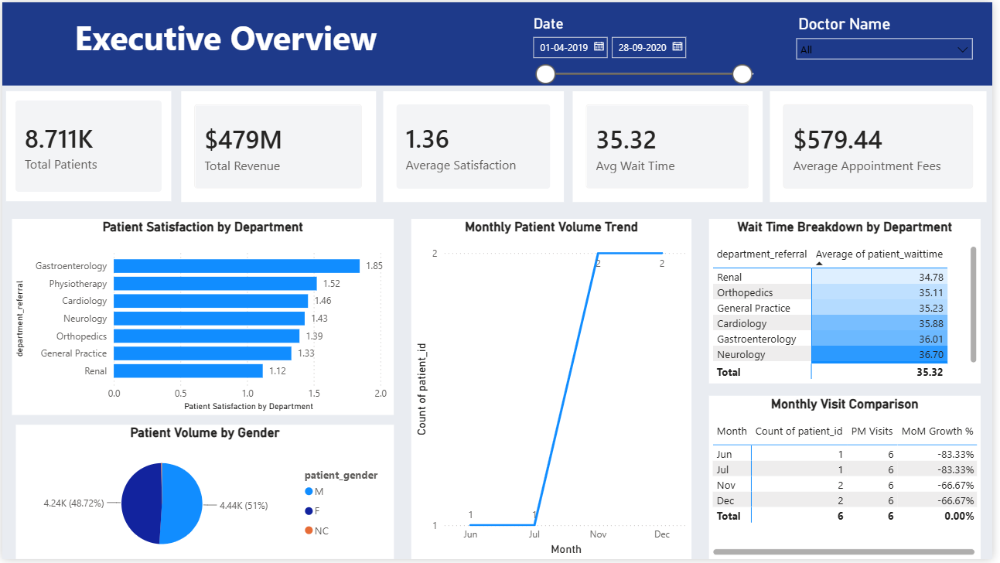 Executive Overview
Date
01-04-2019 28-09-2020
Doctor Name
All
8.711K
Total Patients
$479M
Total Revenue
1.36
Average Satisfaction
35.32
Avg Wait Time
$579.44
Average Appointment Fees
Patient Satisfaction by Department
department_referral
Gastroenterology 1.85
Physiotherapy 1.52
Cardiology 1.46
Neurology 1.43
Orthopedics 1.39
General Practice 1.33
Renal 1.12
0.0 0.5 1.0 1.5 2.0
Patient Satisfaction by Department
Patient Volume by Gender
4.24K (48.72%)
4.44K (51%)
patient_gender
M
F
NC
Monthly Patient Volume Trend
Count of patient_id
2
2 2
1 1
1
Jun Jul Nov Dec
Month
Wait Time Breakdown by Department
department_referral Average of patient_waittime
Renal 34.78
Orthopedics 35.11
General Practice 35.23
Cardiology 35.88
Gastroenterology 36.01
Neurology 36.70
Total 35.32
Monthly Visit Comparison
Month Count of patient_id PM Visits MoM Growth %
Jun 1 6 -83.33%
Jul 1 6 -83.33%
Nov 2 6 -66.67%
Dec 2 6 -66.67%
Total 6 6 0.00%